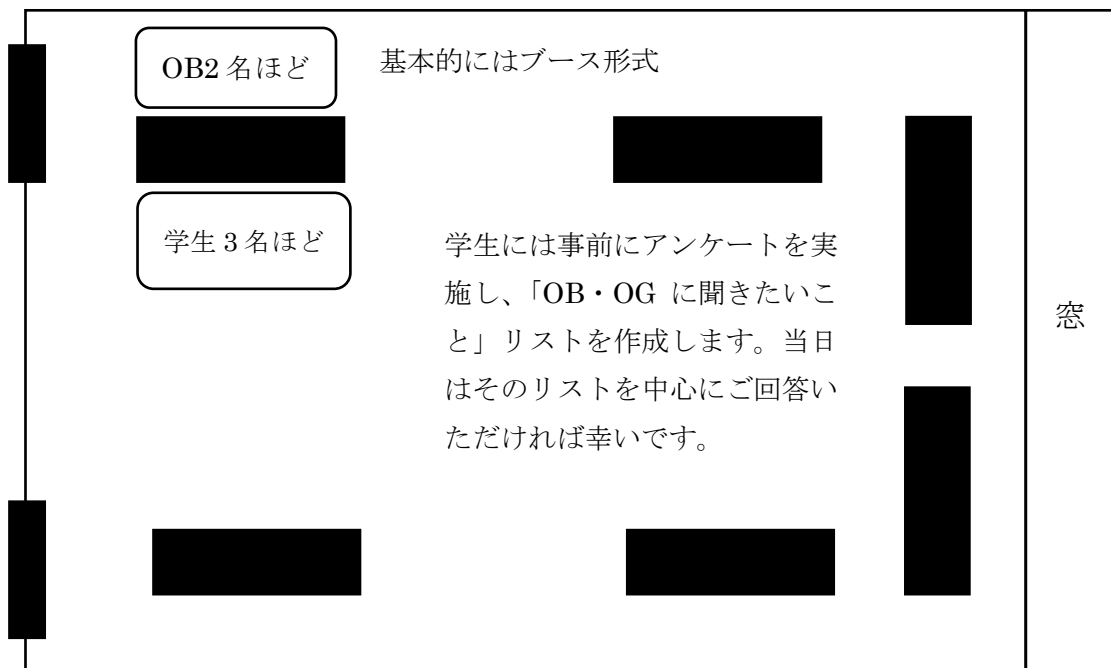 OB2名ほど
基本的にはブース形式
学生3名ほど
学生には事前にアンケートを実
施し、「OB・OG に聞きたいこ
と」リストを作成します。当日
はそのリストを中心にご回答い
ただければ幸いです。
窓